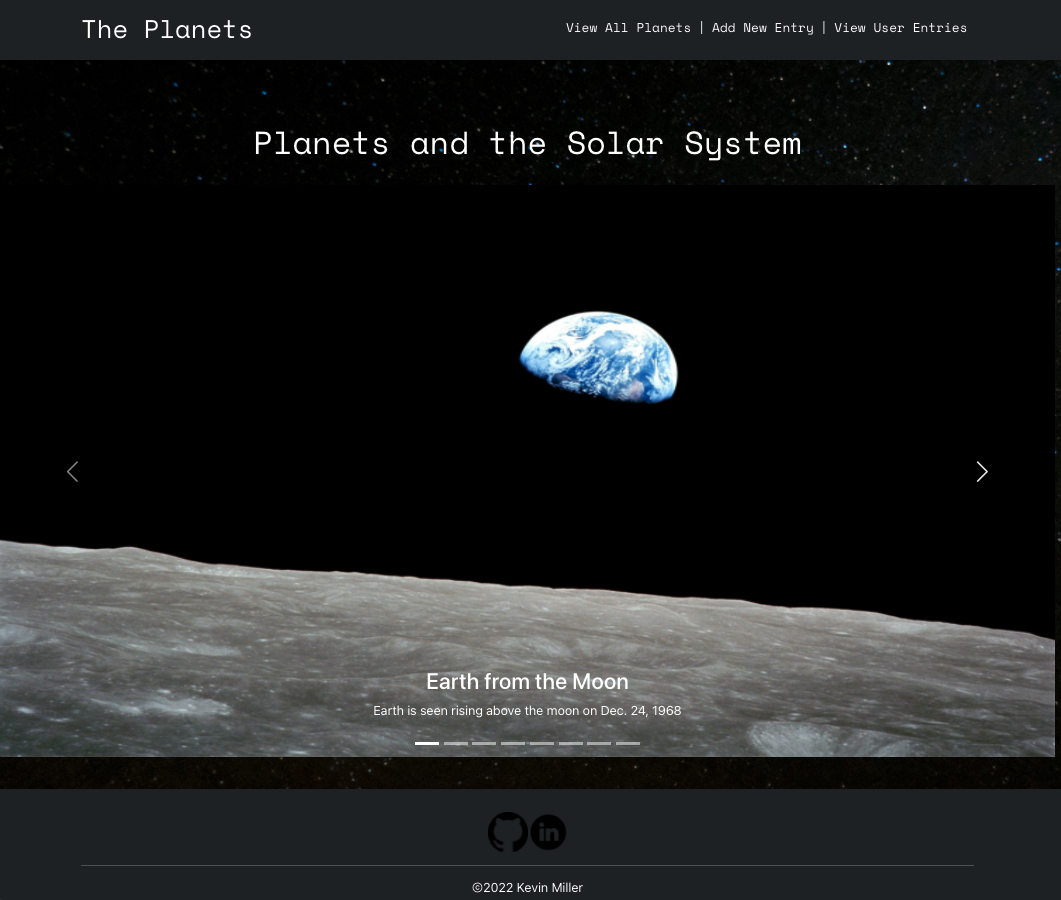 The Planets
View All Planets | Add New Entry | View User Entries
Planets and the Solar System
Earth from the Moon
Earth is seen rising above the moon on Dec. 24, 1968
in
©2022 Kevin Miller